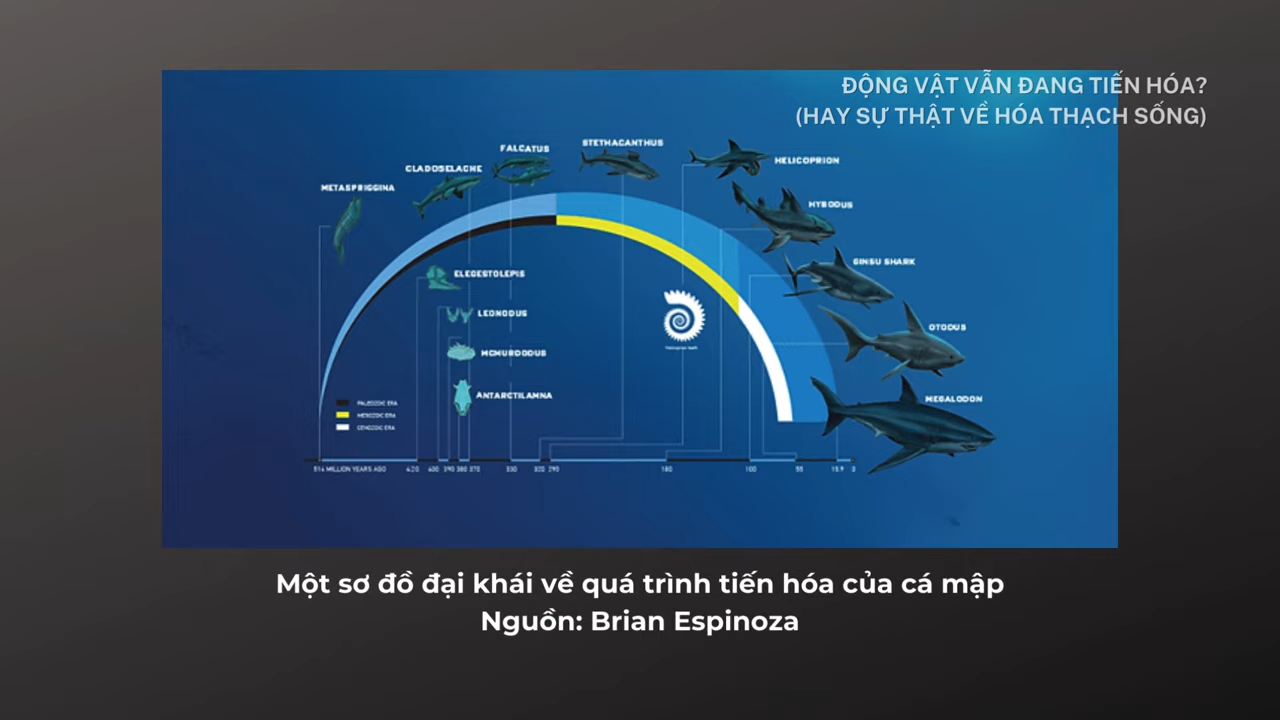 ĐỘNG VẬT VẪN ĐANG TIẾN HÓA?
(HAY SỰ THẬT VỀ HÓA THẠCH SỐNG)
STETHACANTHUS
FALCATUS
HELICOPRION
CLADOSELACHE
METASPRIGGINA
HYBODUS
GINSU SHARK
ELEGESTOLEPIS
LEONODUS
OTODUS
MCMURDODUS
ANTARCTILAMNA
MEGALODON
PALEOZOIC ERA
MESOZOIC ERA
CENOZOIC ERA
514 MILLION YEARS AGO 420 400 390 380 370 330 320 290 180 100 55 15.9 3
Một sơ đồ đại khái về quá trình tiến hóa của cá mập
Nguồn: Brian Espinoza